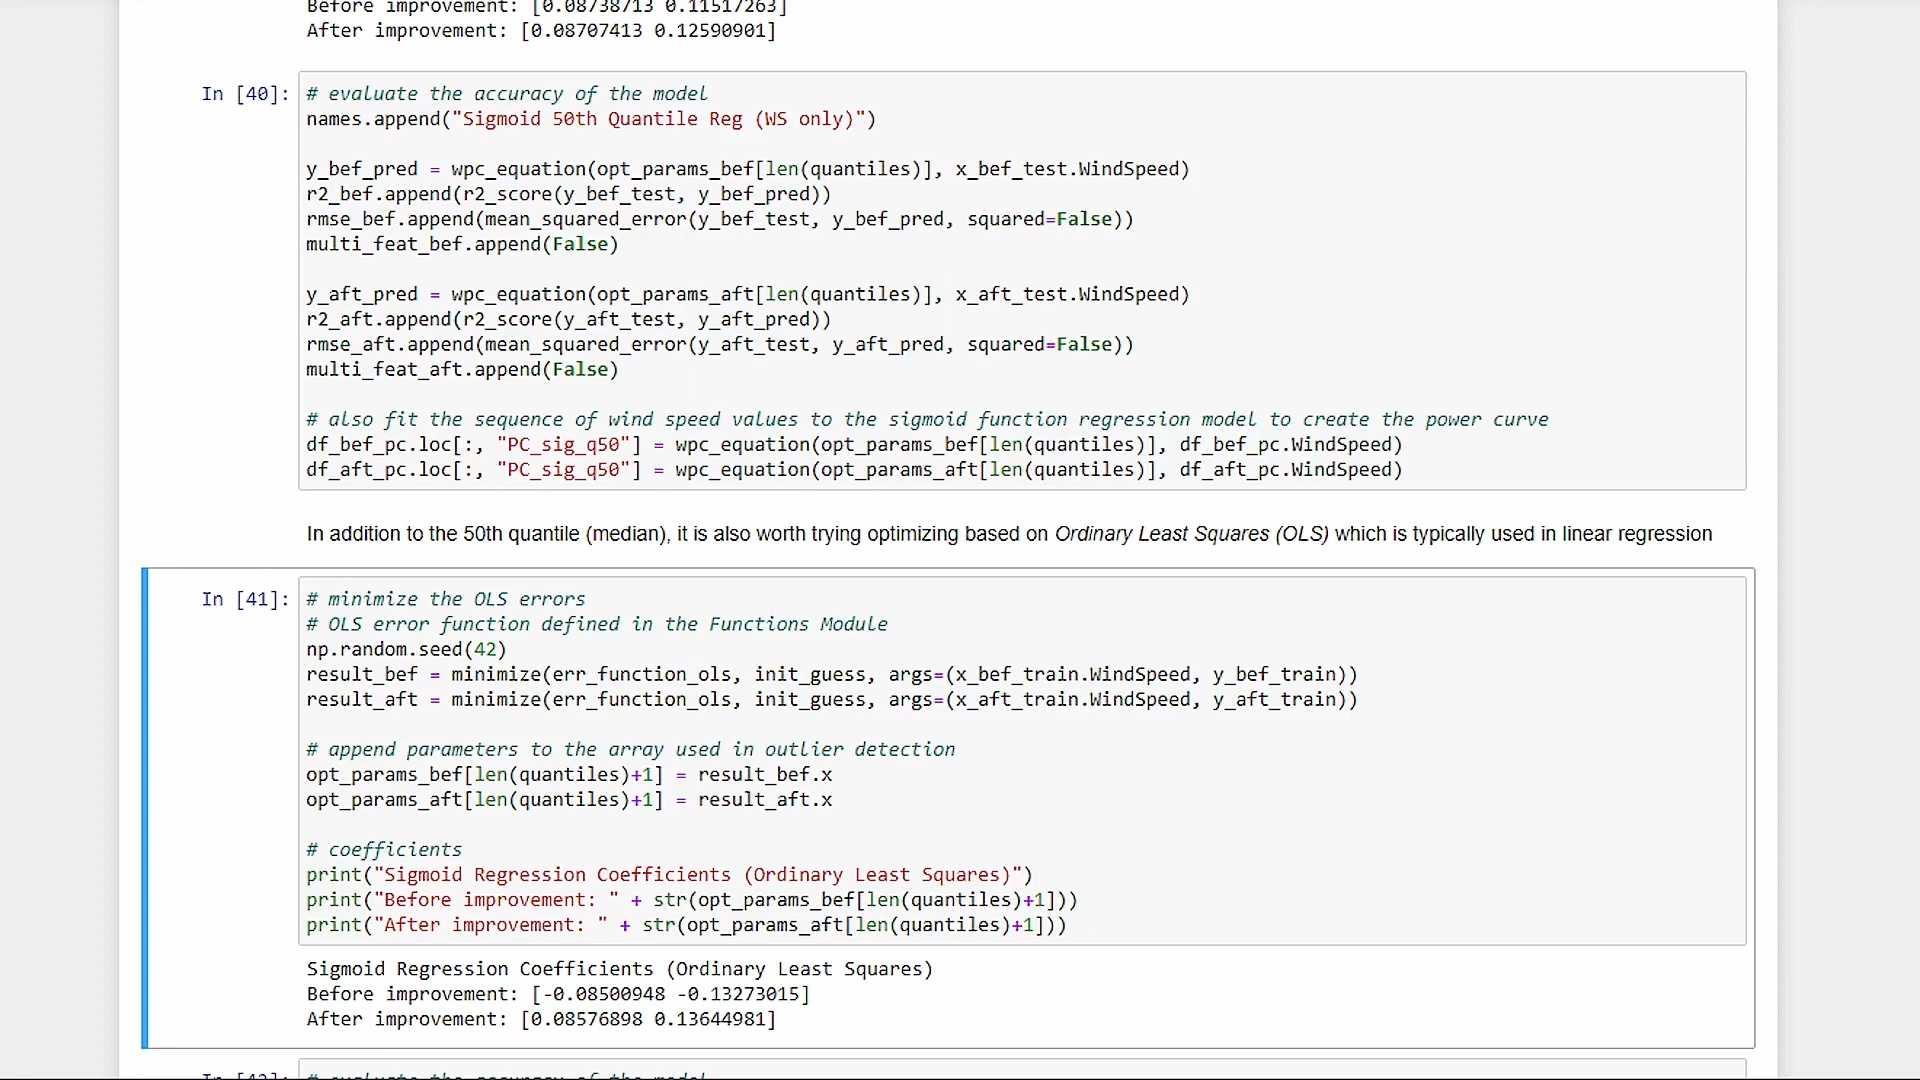 Before improvement: [0.08738713 0.11517263]
After improvement: [0.08707413 0.12590901]
In [40]:
# evaluate the accuracy of the model
names.append("Sigmoid 50th Quantile Reg (WS only)")
y_bef_pred = wpc_equation(opt_params_bef[len(quantiles)], x_bef_test.WindSpeed)
r2_bef.append(r2_score(y_bef_test, y_bef_pred))
rmse_bef.append(mean_squared_error(y_bef_test, y_bef_pred, squared=False))
multi_feat_bef.append(False)
y_aft_pred = wpc_equation(opt_params_aft[len(quantiles)], x_aft_test.WindSpeed)
r2_aft.append(r2_score(y_aft_test, y_aft_pred))
rmse_aft.append(mean_squared_error(y_aft_test, y_aft_pred, squared=False))
multi_feat_aft.append(False)
# also fit the sequence of wind speed values to the sigmoid function regression model to create the power curve
df_bef_pc.loc[:, "PC_sig_q50"] = wpc_equation(opt_params_bef[len(quantiles)], df_bef_pc.WindSpeed)
df_aft_pc.loc[:, "PC_sig_q50"] = wpc_equation(opt_params_aft[len(quantiles)], df_aft_pc.WindSpeed)
In addition to the 50th quantile (median), it is also worth trying optimizing based on Ordinary Least Squares (OLS) which is typically used in linear regression
In [41]:
# minimize the OLS errors
# OLS error function defined in the Functions Module
np.random.seed(42)
result_bef = minimize(err_function_ols, init_guess, args=(x_bef_train.WindSpeed, y_bef_train))
result_aft = minimize(err_function_ols, init_guess, args=(x_aft_train.WindSpeed, y_aft_train))
# append parameters to the array used in outlier detection
opt_params_bef[len(quantiles)+1] = result_bef.x
opt_params_aft[len(quantiles)+1] = result_aft.x
# coefficients
print("Sigmoid Regression Coefficients (Ordinary Least Squares)")
print("Before improvement: " + str(opt_params_bef[len(quantiles)+1]))
print("After improvement: " + str(opt_params_aft[len(quantiles)+1]))
Sigmoid Regression Coefficients (Ordinary Least Squares)
Before improvement: [-0.08500948 -0.13273015]
After improvement: [0.08576898 0.13644981]
In [42]:
# evaluate the accuracy of the model